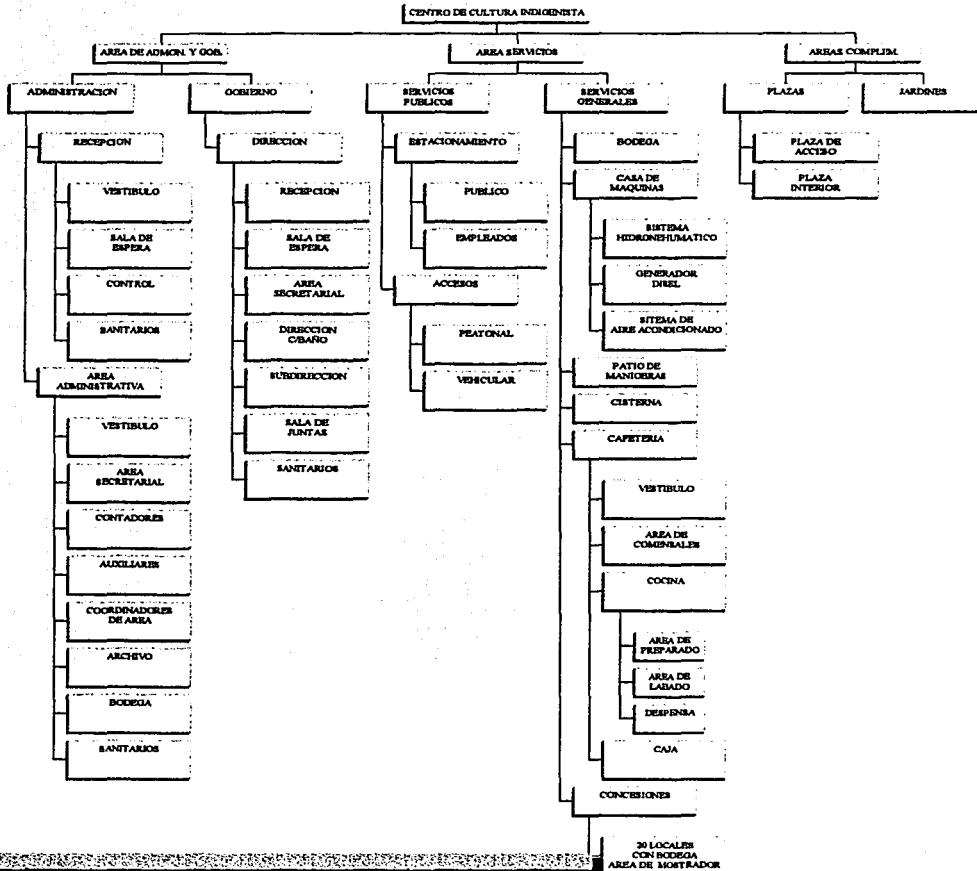 CENTRO DE CULTURA INDIGENISTA
AREA DE ADMON. Y GOB.
AREA SERVICIOS
AREAS COMPLEM.
ADMINISTRACION
GOBIERNO
SERVICIOS
PUBLICOS
SERVICIOS
GENERALES
PLAZAS
JARDINES
RECEPCION
VESTIBULO
SALA DE
ESPERA
CONTROL
SANITARIOS
AREA
ADMINISTRATIVA
VESTIBULO
AREA
SECRETARIAL
CONTADORES
AUXILIARES
COORDINADORES
DE AREA
ARCHIVO
BODEGA
SANITARIOS
DIRECCION
RECEPCION
SALA DE
ESPERA
AREA
SECRETARIAL
DIRECCION
C/BAÑO
SUBDIRECCION
SALA DE
JUNTAS
SANITARIOS
ESTACIONAMIENTO
PUBLICO
EMPLEADOS
ACCESOS
PEATONAL
VEHICULAR
BODEGA
CASA DE
MAQUINAS
SISTEMA
HIDRONEHUMATICO
GENERADOR
DISEL
SITEMA DE
AIRE ACONDICIONADO
PATIO DE
MANIOBRAS
CISTERNA
CAFETERIA
VESTIBULO
AREA DE
COMENSALES
COCINA
AREA DE
PREPARADO
AREA DE
LABADO
DESPENSA
CAJA
CONCESIONES
20 LOCALES
CON BODEGA
AREA DE MOSTRADOR
PLAZA DE
ACCESO
PLAZA
INTERIOR